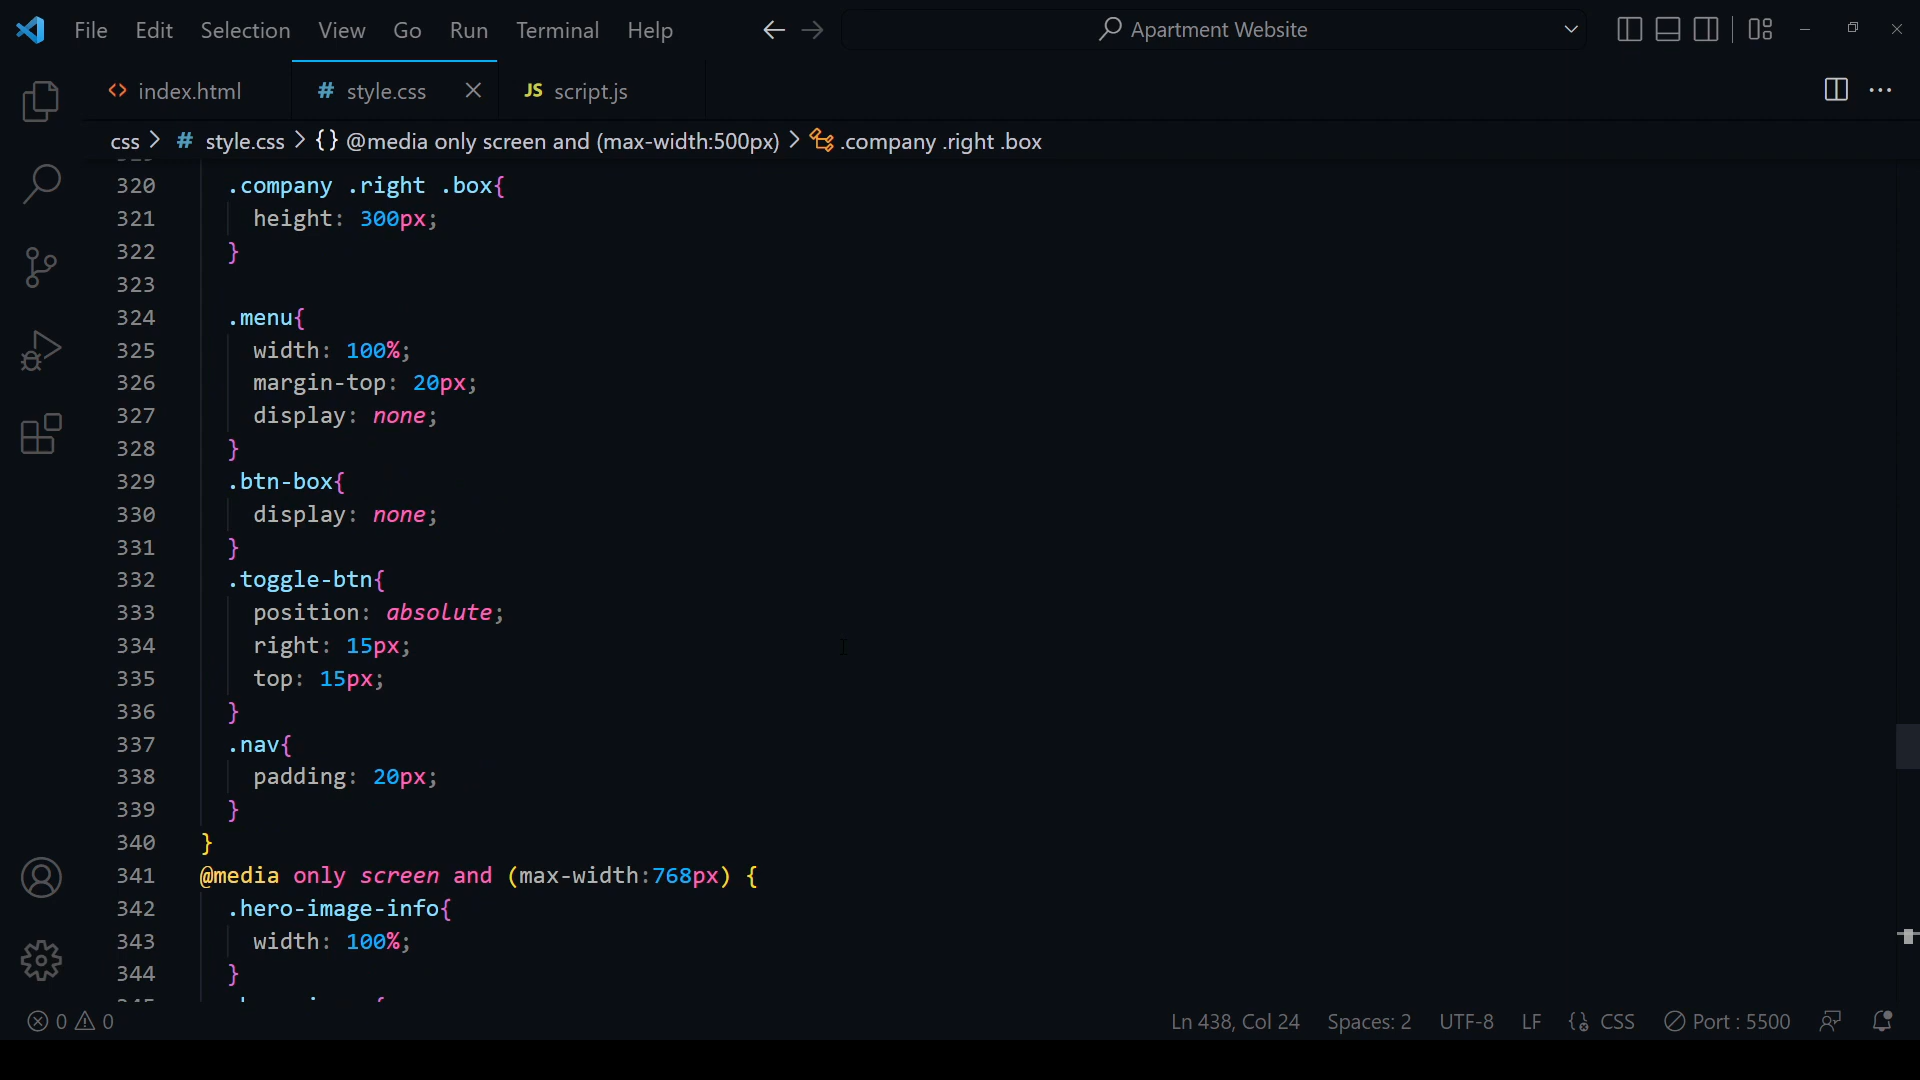 File Edit Selection View Go Run Terminal Help Apartment Website
index.html # style.css JS script.js
css > # style.css > {} @media only screen and (max-width:500px) > .company .right .box
320 .company .right .box{
321 height: 300px;
322 }
323
324 .menu{
325 width: 100%;
326 margin-top: 20px;
327 display: none;
328 }
329 .btn-box{
330 display: none;
331 }
332 .toggle-btn{
333 position: absolute;
334 right: 15px;
335 top: 15px;
336 }
337 .nav{
338 padding: 20px;
339 }
340 }
341 @media only screen and (max-width:768px) {
342 .hero-image-info{
343 width: 100%;
344 }
0 0 Ln 438, Col 24 Spaces: 2 UTF-8 LF CSS Port : 5500